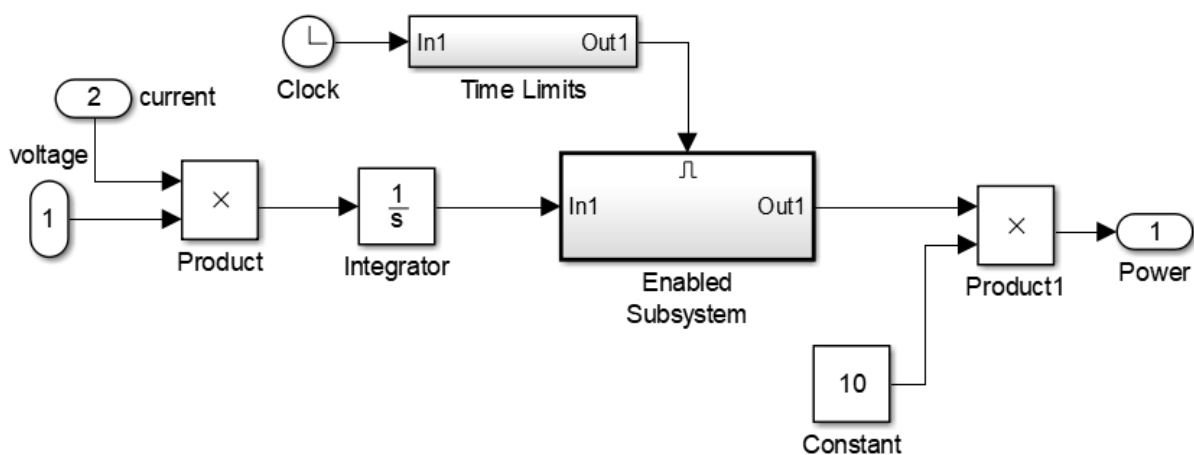 In1
Out1
Clock
Time Limits
2
current
voltage
1
×
Product
1
s
Integrator
In1
Out1
Enabled
Subsystem
×
Product1
1
Power
10
Constant